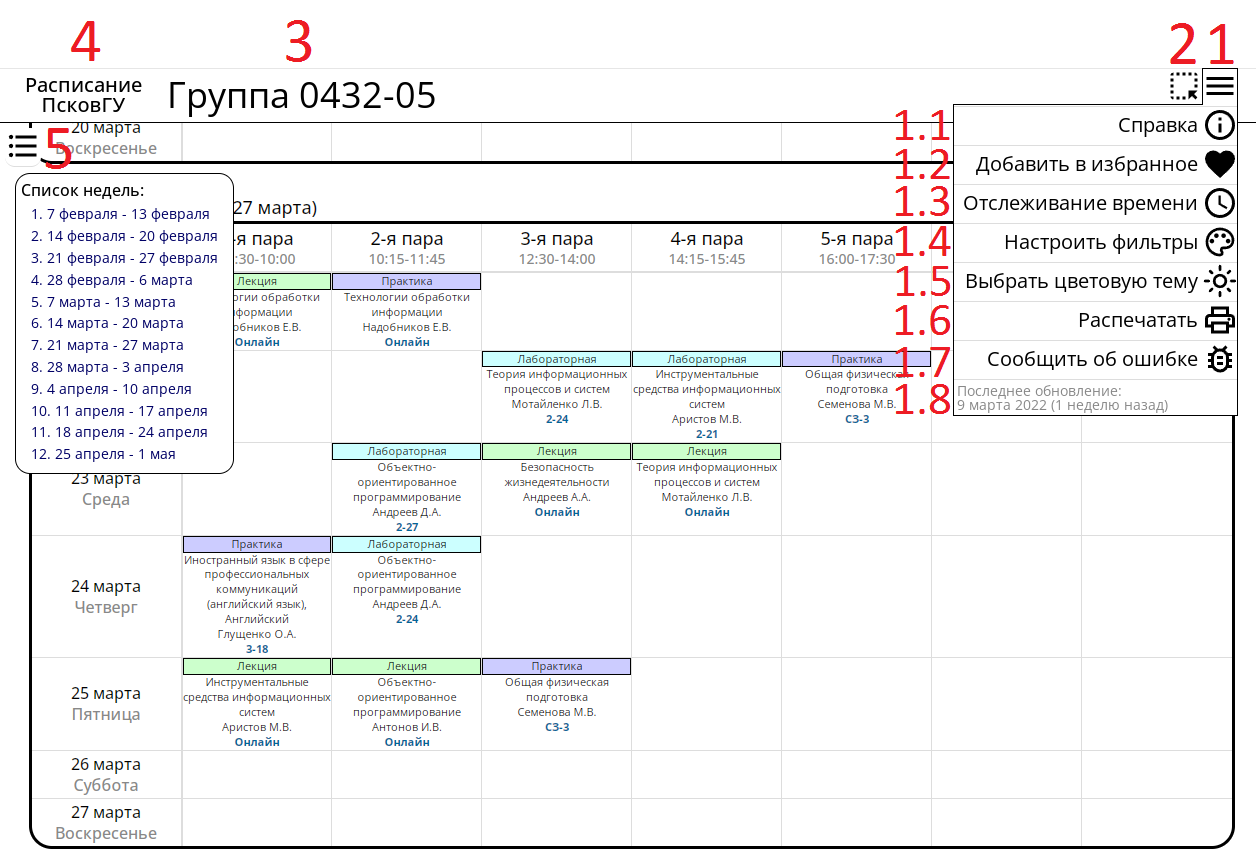 4
3
2 1
Расписание
ПсковГУ
Группа 0432-05
20 марта
Воскресенье
5
Список недель:
1. 7 февраля - 13 февраля
2. 14 февраля - 20 февраля
3. 21 февраля - 27 февраля
4. 28 февраля - 6 марта
5. 7 марта - 13 марта
6. 14 марта - 20 марта
7. 21 марта - 27 марта
8. 28 марта - 3 апреля
9. 4 апреля - 10 апреля
10. 11 апреля - 17 апреля
11. 18 апреля - 24 апреля
12. 25 апреля - 1 мая
1.1 Справка
1.2 Добавить в избранное
1.3 Отслеживание времени
1.4 Настроить фильтры
1.5 Выбрать цветовую тему
1.6 Распечатать
1.7 Сообщить об ошибке
1.8 Последнее обновление:
9 марта 2022 (1 неделю назад)
27 марта)
-я пара
:30-10:00
2-я пара
10:15-11:45
3-я пара
12:30-14:00
4-я пара
14:15-15:45
5-я пара
16:00-17:30
Лекция
огии обработки
формации
обников Е.В.
Онлайн
Практика
Технологии обработки
информации
Надобников Е.В.
Онлайн
Лабораторная
Теория информационных
процессов и систем
Мотайленко Л.В.
2-24
Лабораторная
Инструментальные
средства информационных
систем
Аристов М.В.
2-21
Практика
Общая физическая
подготовка
Семенова М.В.
СЗ-3
23 марта
Среда
Лабораторная
Объектно-
ориентированное
программирование
Андреев Д.А.
2-27
Лекция
Безопасность
жизнедеятельности
Андреев А.А.
Онлайн
Лекция
Теория информационных
процессов и систем
Мотайленко Л.В.
Онлайн
24 марта
Четверг
Практика
Иностранный язык в сфере
профессиональных
коммуникаций
(английский язык),
Английский
Глущенко О.А.
3-18
Лабораторная
Объектно-
ориентированное
программирование
Андреев Д.А.
2-24
25 марта
Пятница
Лекция
Инструментальные
средства информационных
систем
Аристов М.В.
Онлайн
Лекция
Объектно-
ориентированное
программирование
Антонов И.В.
Онлайн
Практика
Общая физическая
подготовка
Семенова М.В.
СЗ-3
26 марта
Суббота
27 марта
Воскресенье